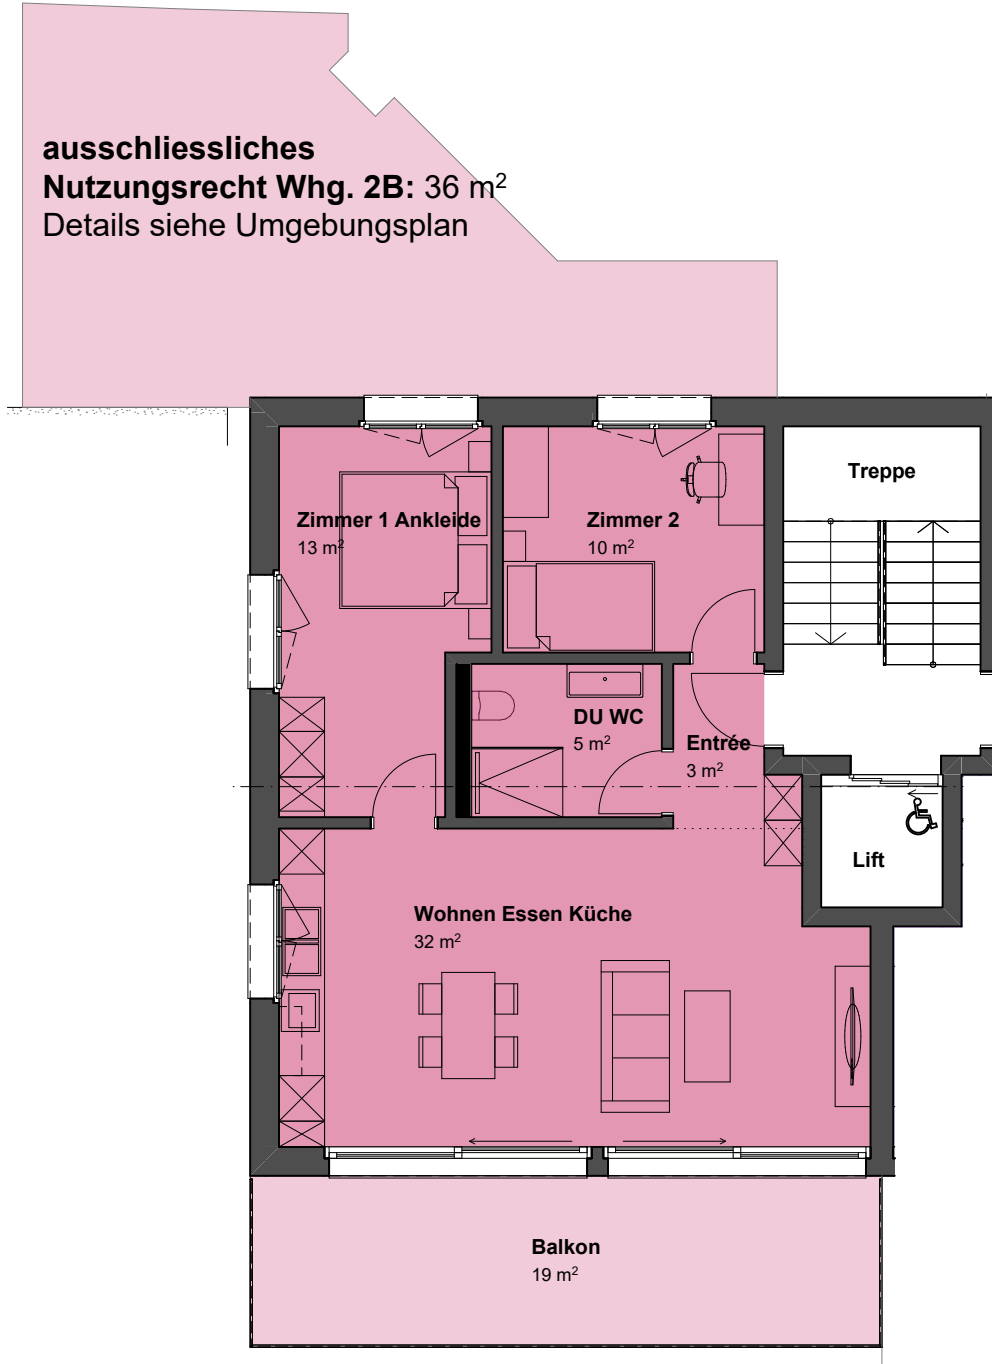 ausschliessliches
Nutzungsrecht Whg. 2B: 36 m²
Details siehe Umgebungsplan
Treppe
Zimmer 1 Ankleide
13 m²
Zimmer 2
10 m²
DU WC
5 m²
Entrée
3 m²
Lift
Wohnen Essen Küche
32 m²
Balkon
19 m²